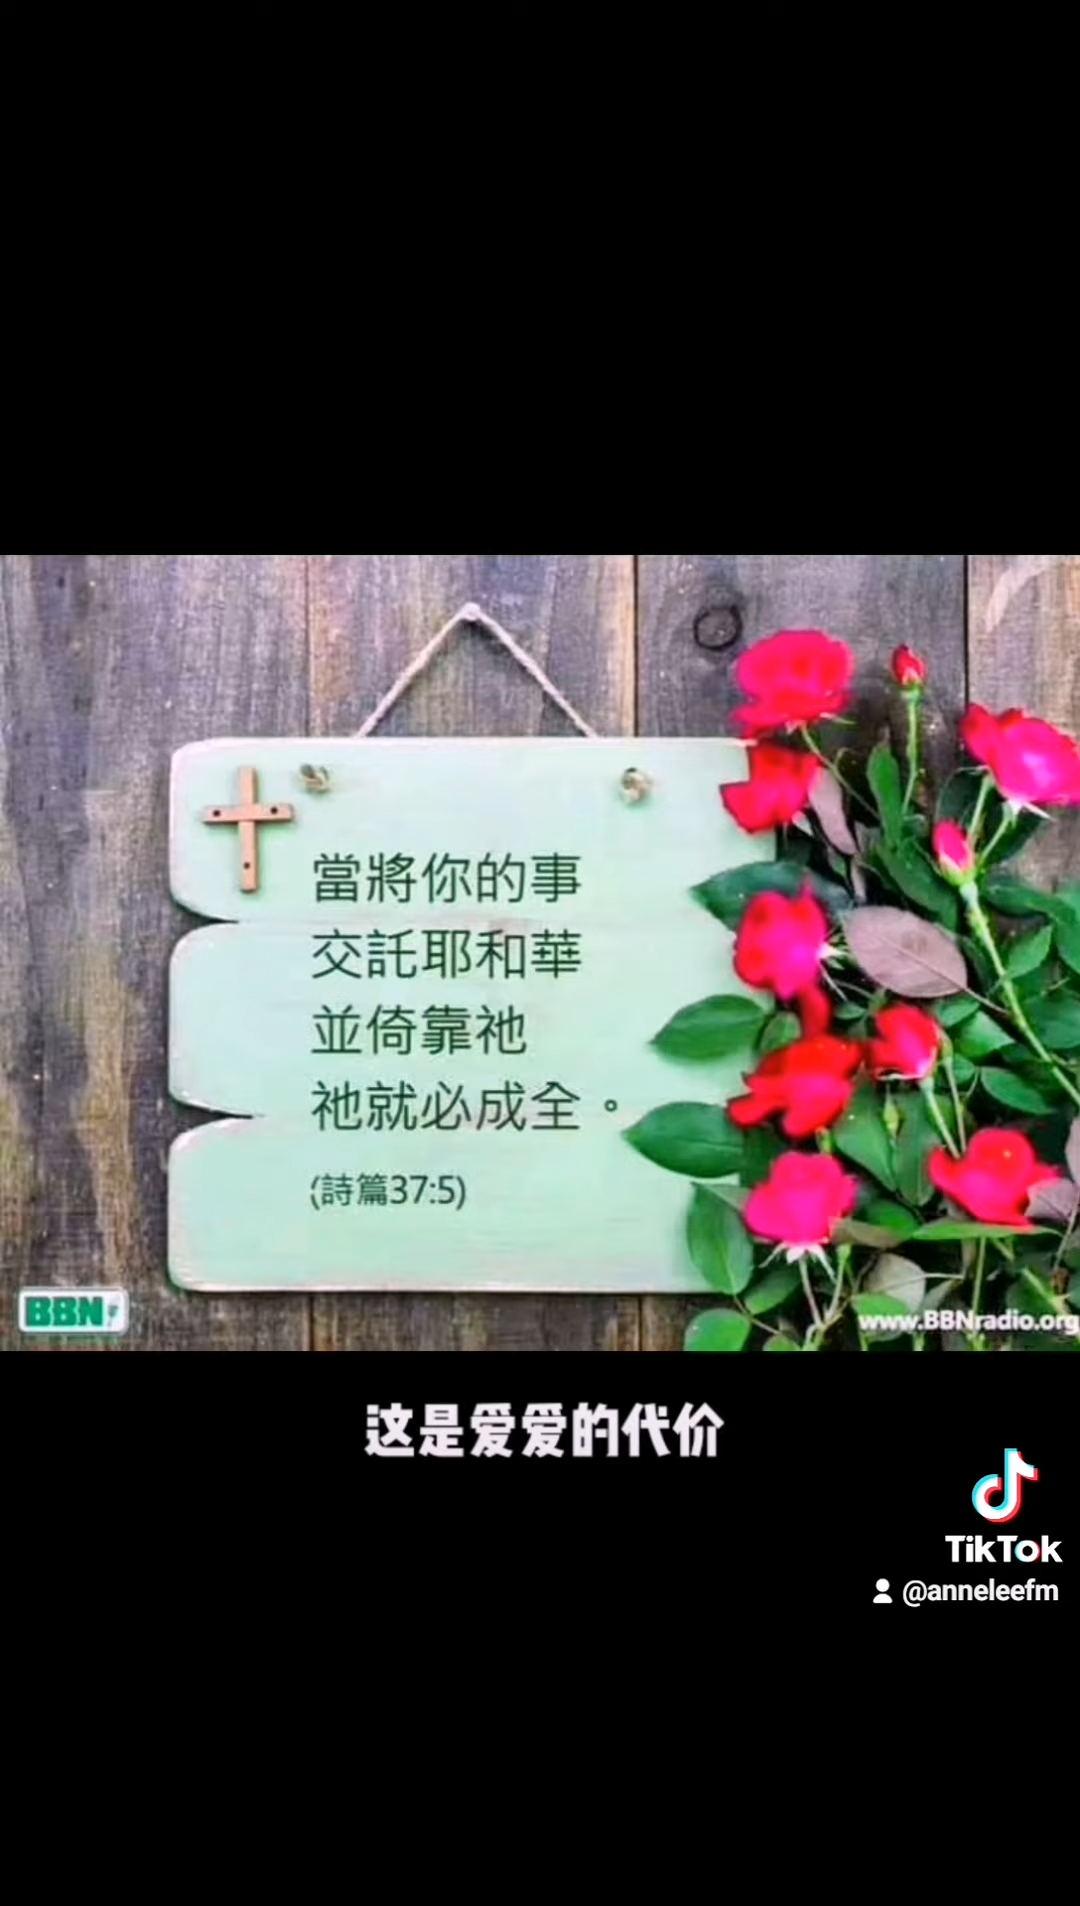 當將你的事
交託耶和華
並倚靠祂
祂就必成全。
(詩篇37:5)
BBN
www.BBNradio.org
这是爱爱的代价
TikTok
@anneleefm